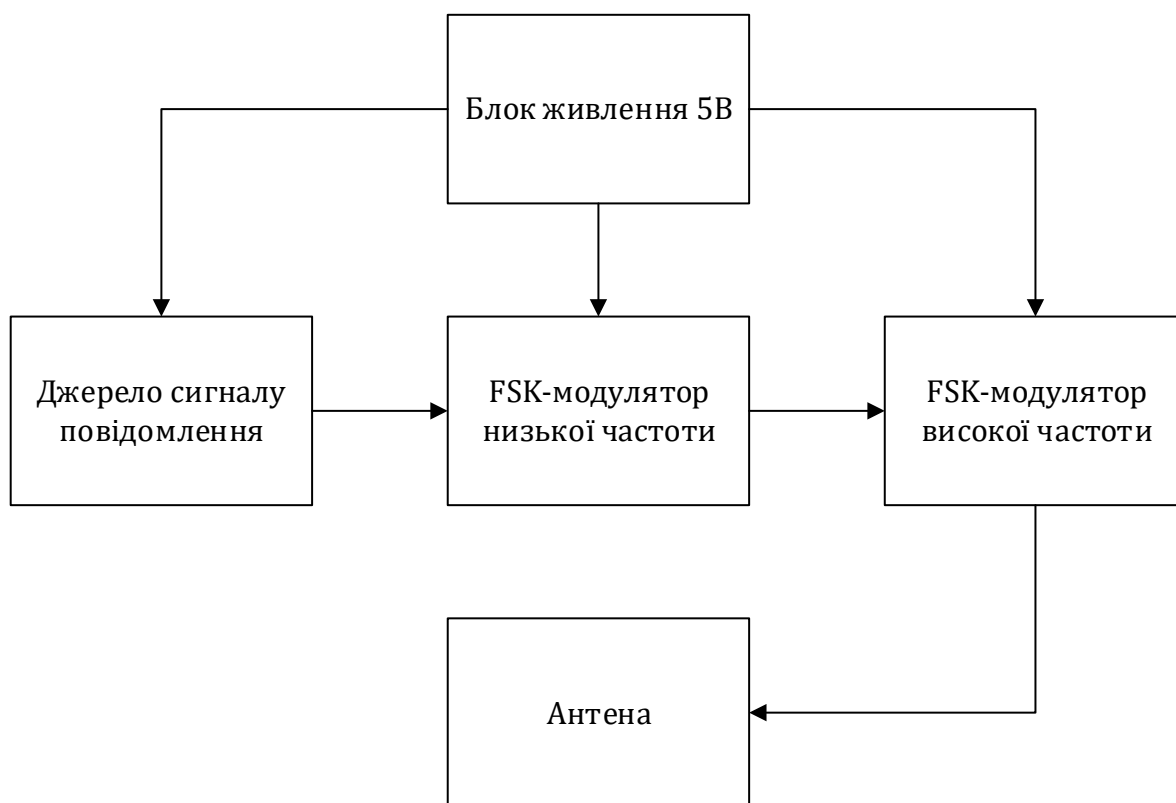 Блок живлення 5В
Джерело сигналу
повідомлення
FSK-модулятор
низької частоти
FSK-модулятор
високої частоти
Антена